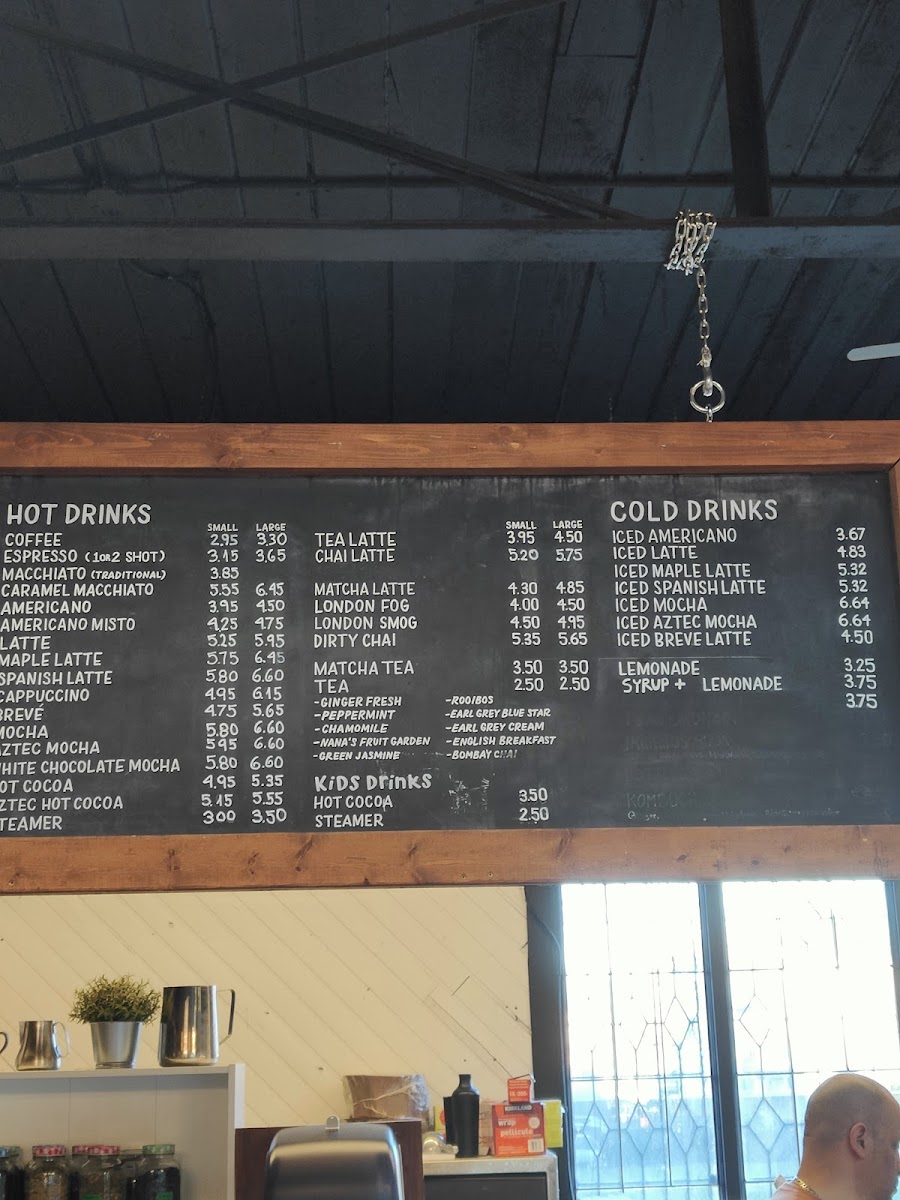 HOT DRINKS
SMALL LARGE
COFFEE 2.95 3.30
ESPRESSO (1 OR 2 SHOT) 3.15 3.65
MACCHIATO (TRADITIONAL) 3.85
CARAMEL MACCHIATO 5.55 6.45
AMERICANO 3.95 4.50
AMERICANO MISTO 4.25 4.75
LATTE 5.25 5.95
MAPLE LATTE 5.75 6.45
SPANISH LATTE 5.80 6.60
CAPPUCCINO 4.95 6.15
BREVÉ 4.75 5.65
MOCHA 5.80 6.60
AZTEC MOCHA 5.95 6.60
WHITE CHOCOLATE MOCHA 5.80 6.60
HOT COCOA 4.95 5.35
AZTEC HOT COCOA 5.15 5.55
STEAMER 3.00 3.50
SMALL LARGE
TEA LATTE 3.95 4.50
CHAI LATTE 5.20 5.75
MATCHA LATTE 4.30 4.85
LONDON FOG 4.00 4.50
LONDON SMOG 4.50 4.95
DIRTY CHAI 5.35 5.65
MATCHA TEA 3.50 3.50
TEA 2.50 2.50
-GINGER FRESH
-PEPPERMINT
-CHAMOMILE
-NANA'S FRUIT GARDEN
-GREEN JASMINE
-ROOIBOS
-EARL GREY BLUE STAR
-EARL GREY CREAM
-ENGLISH BREAKFAST
-BOMBAY CHAI
KiDS DrinKS
HOT COCOA 3.50
STEAMER 2.50
COLD DRINKS
ICED AMERICANO 3.67
ICED LATTE 4.83
ICED MAPLE LATTE 5.32
ICED SPANISH LATTE 5.32
ICED MOCHA 6.64
ICED AZTEC MOCHA 6.64
ICED BREVE LATTE 4.50
LEMONADE 3.25
SYRUP + LEMONADE 3.75
3.75
KIRKLAND
wrap
pellicule